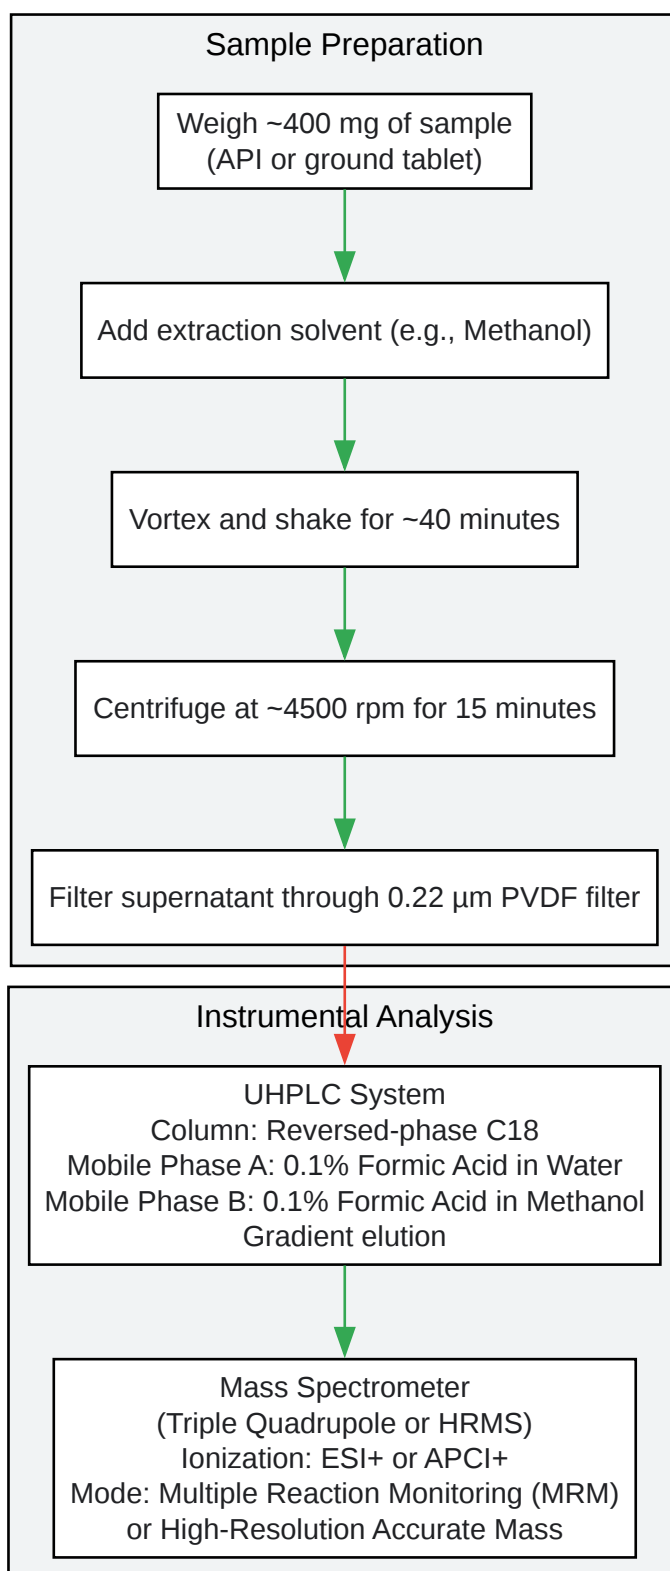 Sample Preparation
Weigh ~400 mg of sample
(API or ground tablet)
Add extraction solvent (e.g., Methanol)
Vortex and shake for ~40 minutes
Centrifuge at ~4500 rpm for 15 minutes
Filter supernatant through 0.22 µm PVDF filter
Instrumental Analysis
UHPLC System
Column: Reversed-phase C18
Mobile Phase A: 0.1% Formic Acid in Water
Mobile Phase B: 0.1% Formic Acid in Methanol
Gradient elution
Mass Spectrometer
(Triple Quadrupole or HRMS)
Ionization: ESI+ or APCI+
Mode: Multiple Reaction Monitoring (MRM)
or High-Resolution Accurate Mass